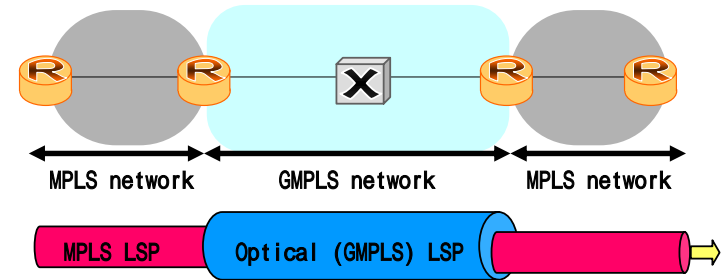 R R X R R
MPLS network GMPLS network MPLS network
MPLS LSP Optical (GMPLS) LSP